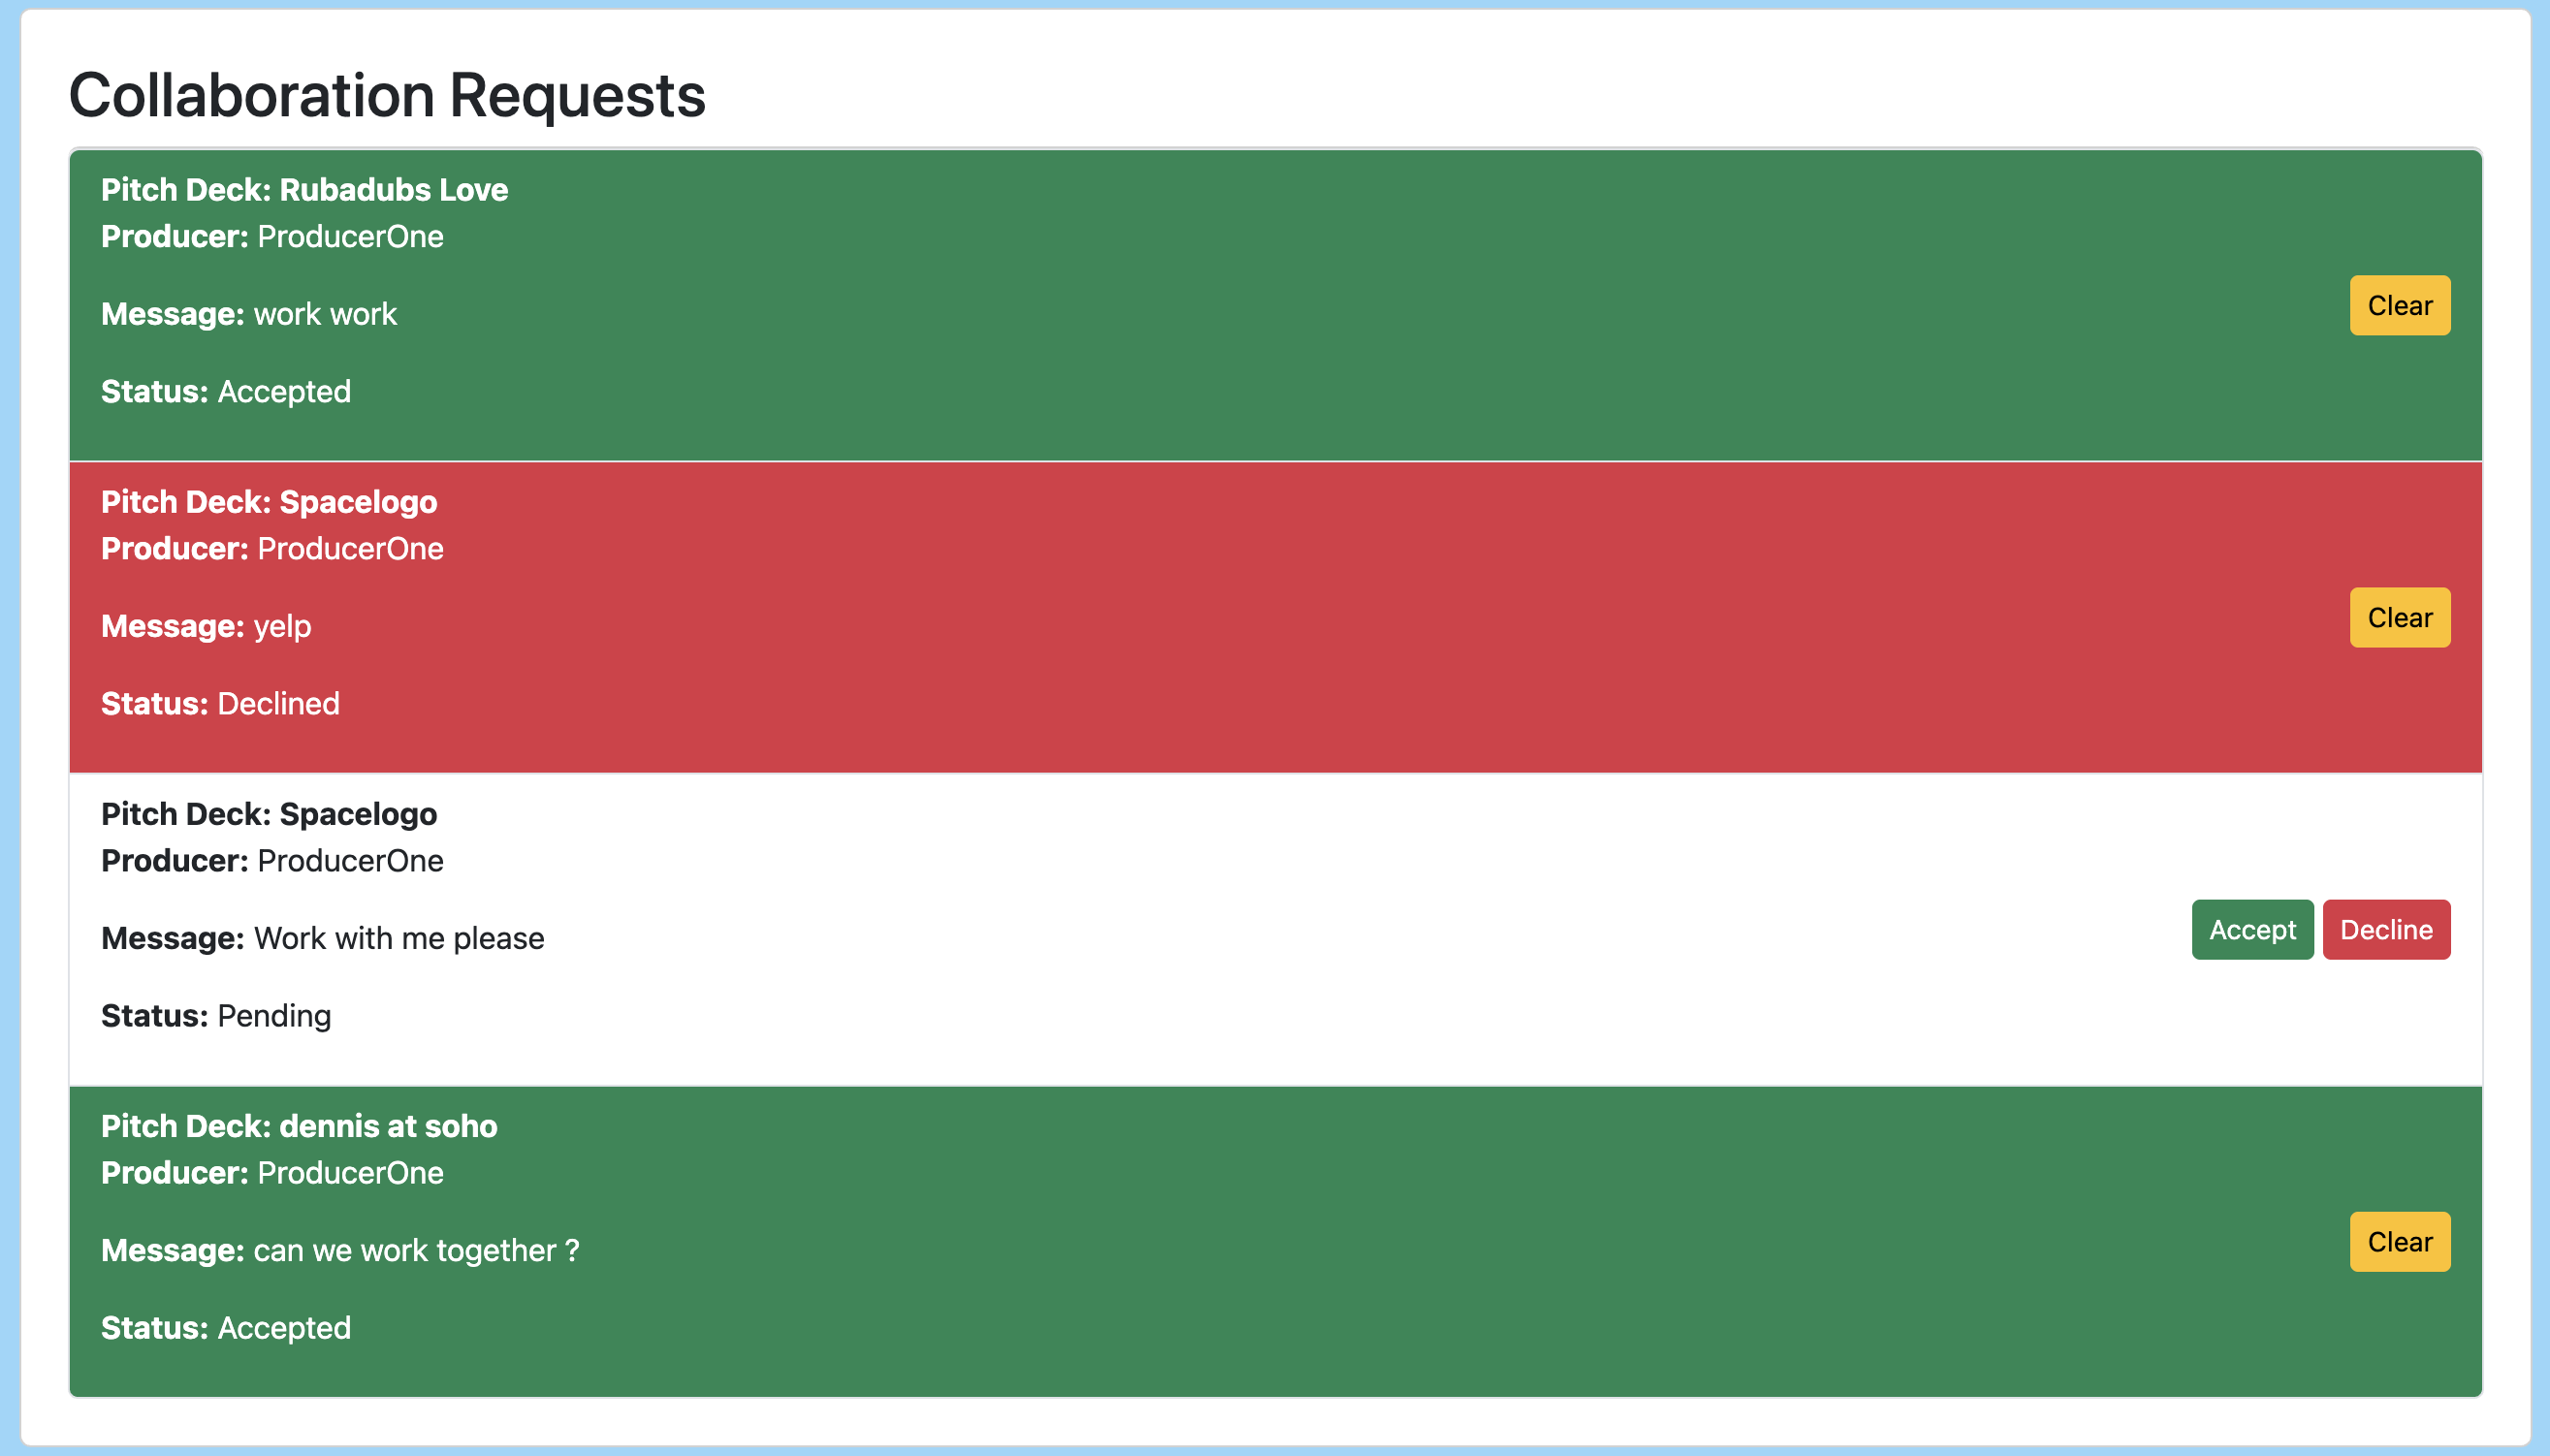 Collaboration Requests
Pitch Deck: Rubadubs Love
Producer: ProducerOne
Message: work work
Clear
Status: Accepted
Pitch Deck: Spacelogo
Producer: ProducerOne
Message: yelp
Clear
Status: Declined
Pitch Deck: Spacelogo
Producer: ProducerOne
Message: Work with me please
Accept Decline
Status: Pending
Pitch Deck: dennis at soho
Producer: ProducerOne
Message: can we work together ?
Clear
Status: Accepted